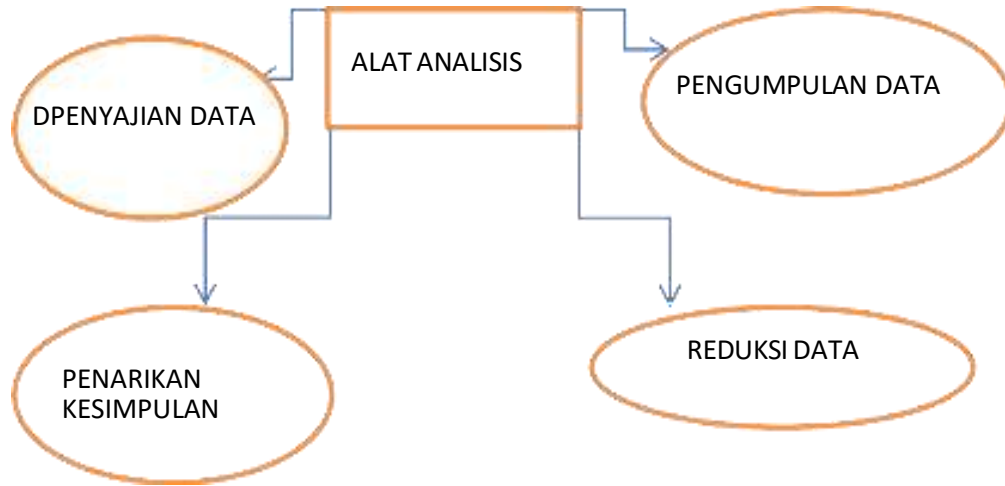 ALAT ANALISIS
PENGUMPULAN DATA
DPENYAJIAN DATA
PENARIKAN
KESIMPULAN
REDUKSI DATA